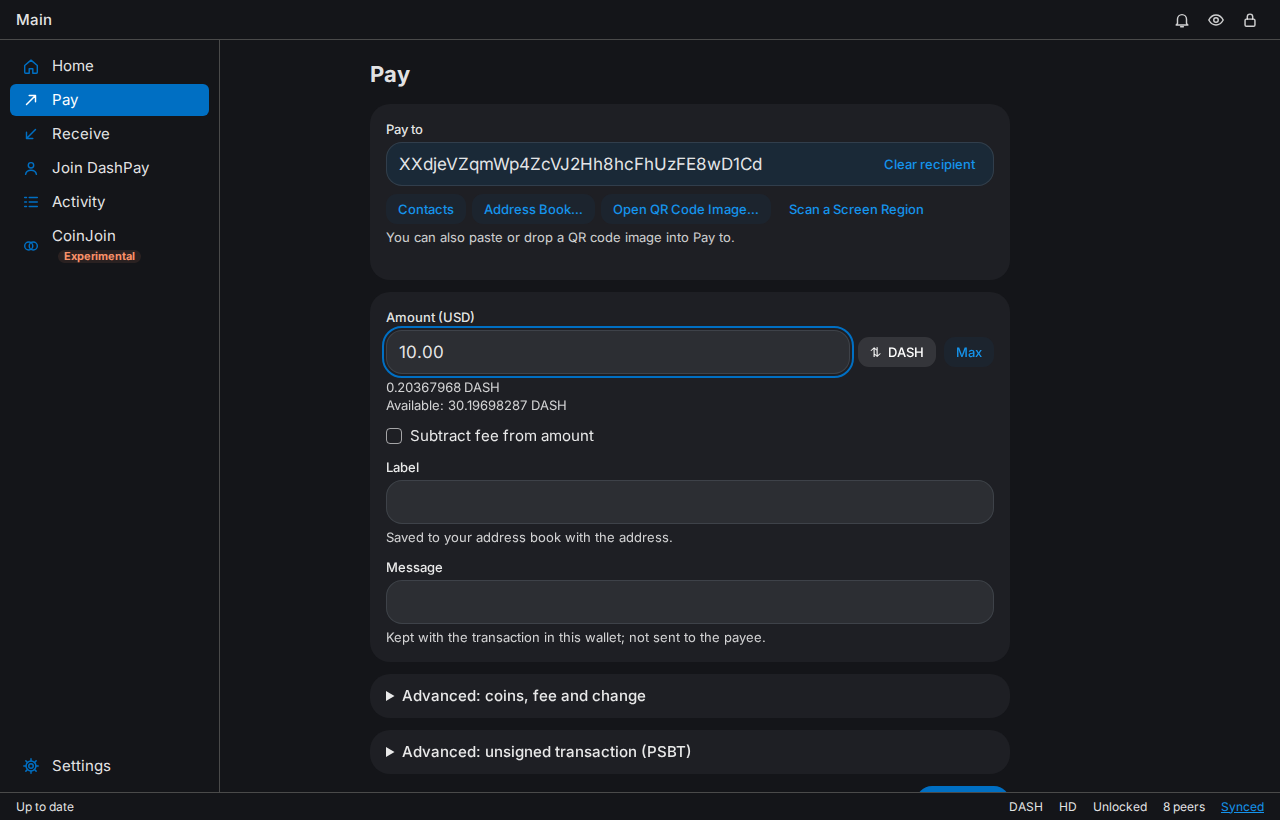 Main
Home
Pay
Receive
Join DashPay
Activity
CoinJoin
Experimental
Settings
Pay
Pay to
XXdjeVZqmWp4ZcVJ2Hh8hcFhUzFE8wD1Cd
Clear recipient
Contacts
Address Book...
Open QR Code Image...
Scan a Screen Region
You can also paste or drop a QR code image into Pay to.
Amount (USD)
10.00
⇅ DASH
Max
0.20367968 DASH
Available: 30.19698287 DASH
Subtract fee from amount
Label
Saved to your address book with the address.
Message
Kept with the transaction in this wallet; not sent to the payee.
Advanced: coins, fee and change
Advanced: unsigned transaction (PSBT)
Up to date
DASH
HD
Unlocked
8 peers
Synced